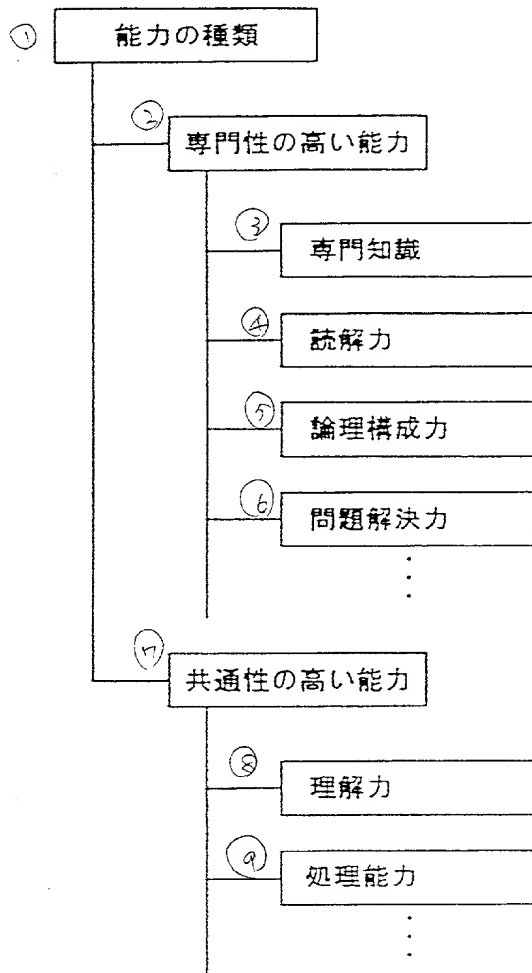 ① 能力の種類
② 専門性の高い能力
③ 専門知識
④ 読解力
⑤ 論理構成力
⑥ 問題解決力
⋮
⑦ 共通性の高い能力
⑧ 理解力
⑨ 処理能力
⋮